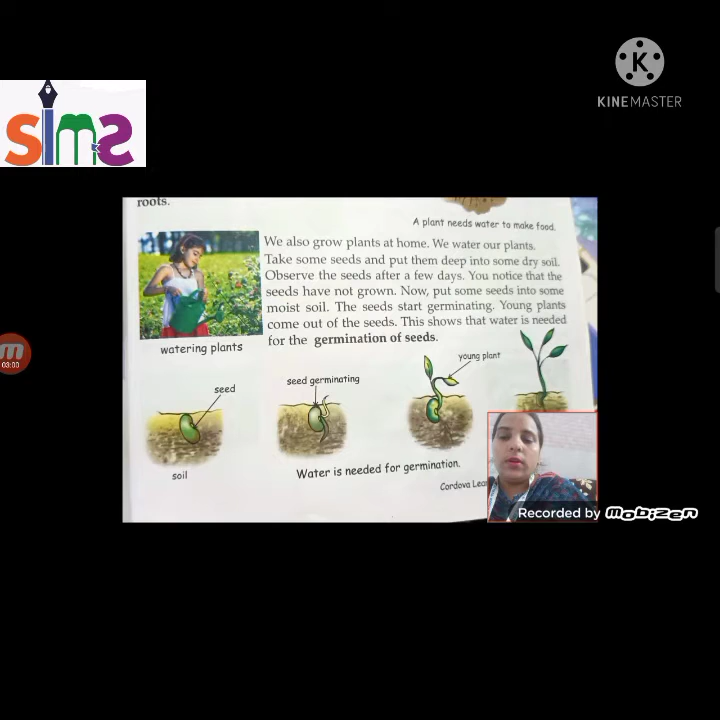 KINEMASTER
sims
roots.
A plant needs water to make food.
We also grow plants at home. We water our plants.
Take some seeds and put them deep into some dry soil.
Observe the seeds after a few days. You notice that the
seeds have not grown. Now, put some seeds into some
moist soil. The seeds start germinating. Young plants
come out of the seeds. This shows that water is needed
for the germination of seeds.
watering plants
03:00
young plant
seed germinating
seed
soil
Water is needed for germination.
Cordova
Recorded by mobizen